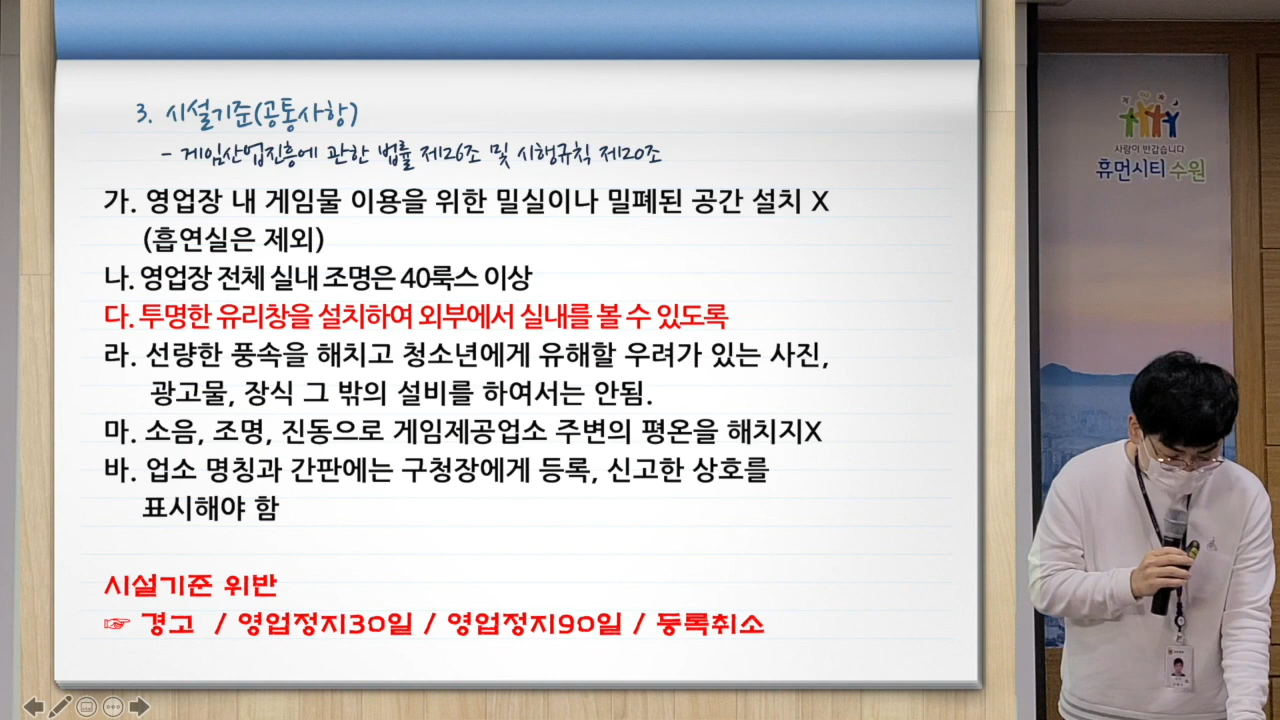 3. 시설기준(공통사항)
- 게임산업진흥에 관한 법률 제26조 및 시행규칙 제20조
가. 영업장 내 게임물 이용을 위한 밀실이나 밀폐된 공간 설치 X
(흡연실은 제외)
나. 영업장 전체 실내 조명은 40룩스 이상
다. 투명한 유리창을 설치하여 외부에서 실내를 볼 수 있도록
라. 선량한 풍속을 해치고 청소년에게 유해할 우려가 있는 사진,
광고물, 장식 그 밖의 설비를 하여서는 안됨.
마. 소음, 조명, 진동으로 게임제공업소 주변의 평온을 해치지X
바. 업소 명칭과 간판에는 구청장에게 등록, 신고한 상호를
표시해야 함
시설기준 위반
☞ 경고 / 영업정지30일 / 영업정지90일 / 등록취소
사람이 반갑습니다
휴먼시티 수원